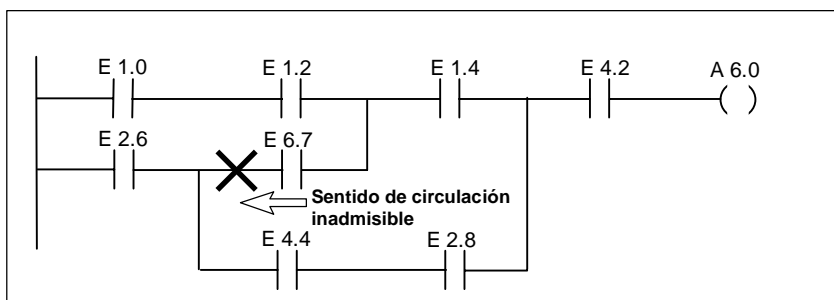 E 1.0 E 1.2 E 1.4 E 4.2 A 6.0
E 2.6 E 6.7
Sentido de circulación
inadmisible
E 4.4 E 2.8